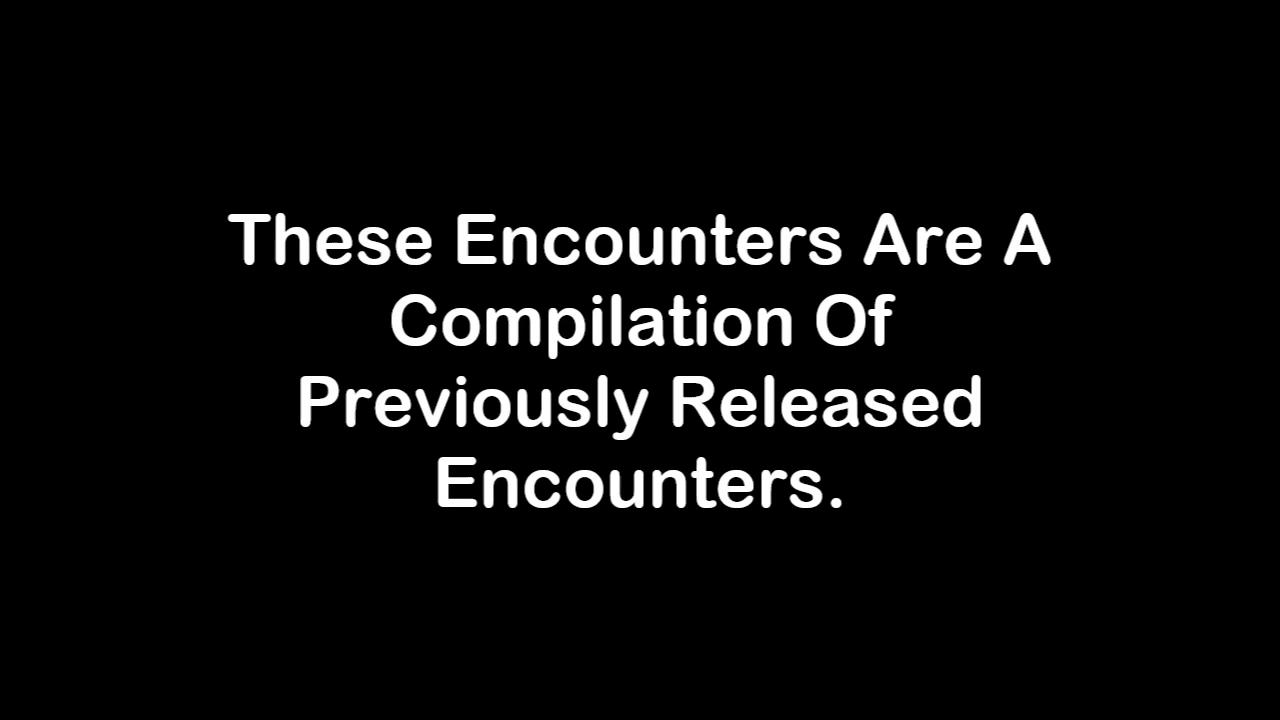 These Encounters Are A
Compilation Of
Previously Released
Encounters.